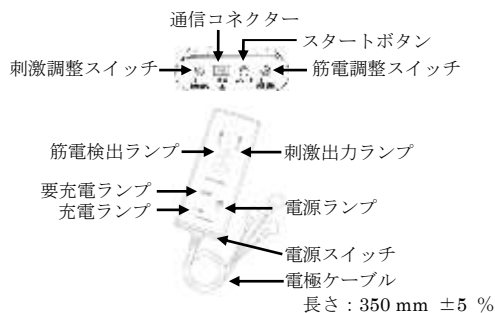 通信コネクター
スタートボタン
刺激調整スイッチ
筋電調整スイッチ
筋電検出ランプ
刺激出力ランプ
要充電ランプ
充電ランプ
電源ランプ
電源スイッチ
電極ケーブル
長さ：350 mm ±5 %